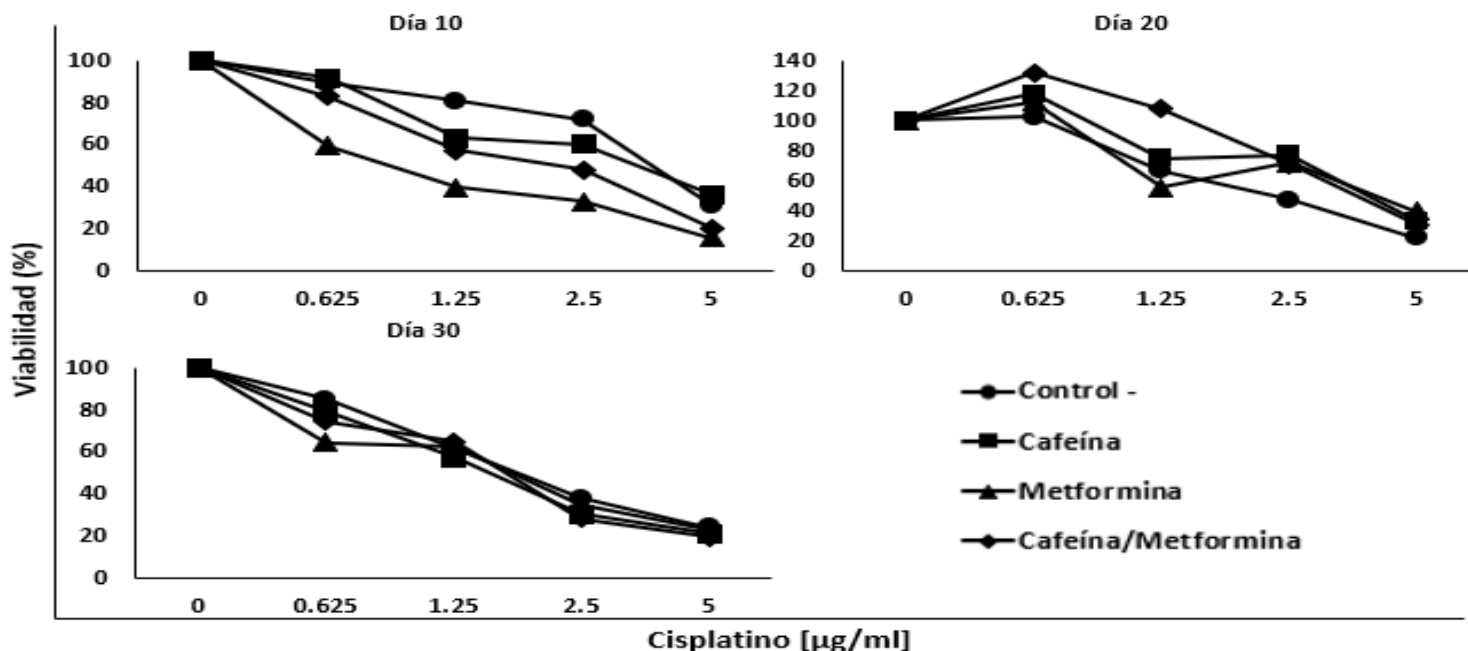 Día 10
100
80
60
40
20
0
0 0.625 1.25 2.5 5
Día 20
140
120
100
80
60
40
20
0
0 0.625 1.25 2.5 5
Día 30
100
80
60
40
20
0
0 0.625 1.25 2.5 5
Viabilidad (%)
Control -
Cafeína
Metformina
Cafeína/Metformina
Cisplatino [µg/ml]